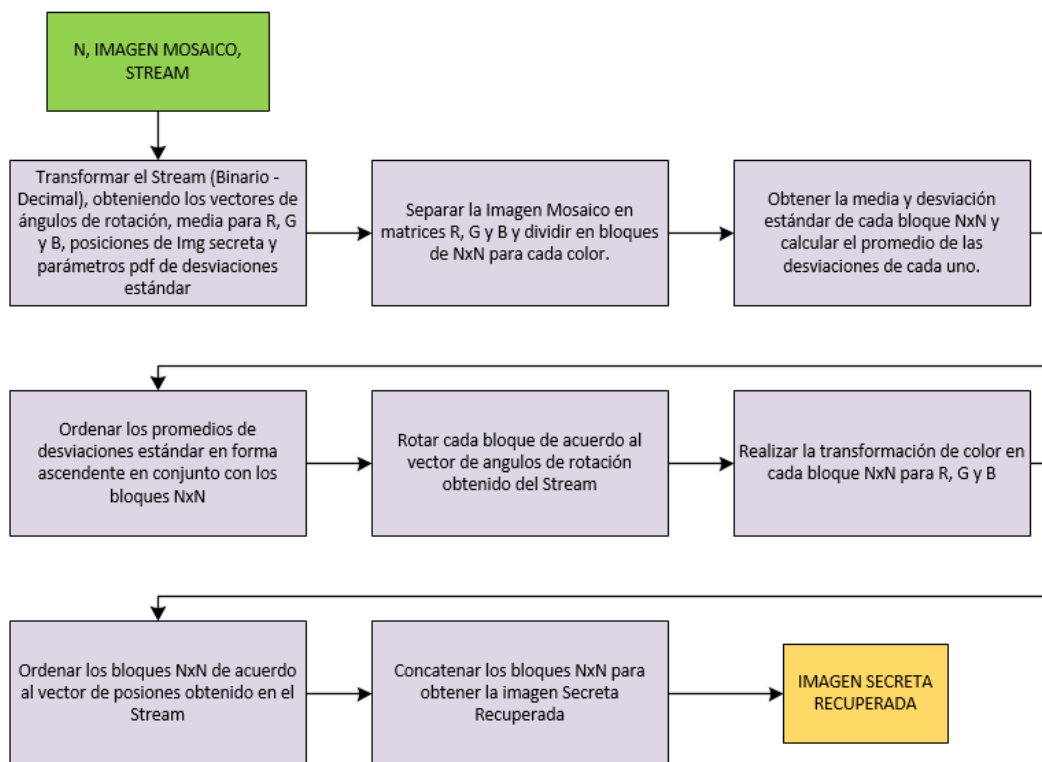 N, IMAGEN MOSAICO,
STREAM
Transformar el Stream (Binario -
Decimal), obteniendo los vectores de
ángulos de rotación, media para R, G
y B, posiciones de Img secreta y
parámetros pdf de desviaciones
estándar
Separar la Imagen Mosaico en
matrices R, G y B y dividir en bloques
de NxN para cada color.
Obtener la media y desviación
estándar de cada bloque NxN y
calcular el promedio de las
desviaciones de cada uno.
Ordenar los promedios de
desviaciones estándar en forma
ascendente en conjunto con los
bloques NxN
Rotar cada bloque de acuerdo al
vector de angulos de rotación
obtenido del Stream
Realizar la transformación de color en
cada bloque NxN para R, G y B
Ordenar los bloques NxN de acuerdo
al vector de posiones obtenido en el
Stream
Concatenar los bloques NxN para
obtener la imagen Secreta
Recuperada
IMAGEN SECRETA
RECUPERADA